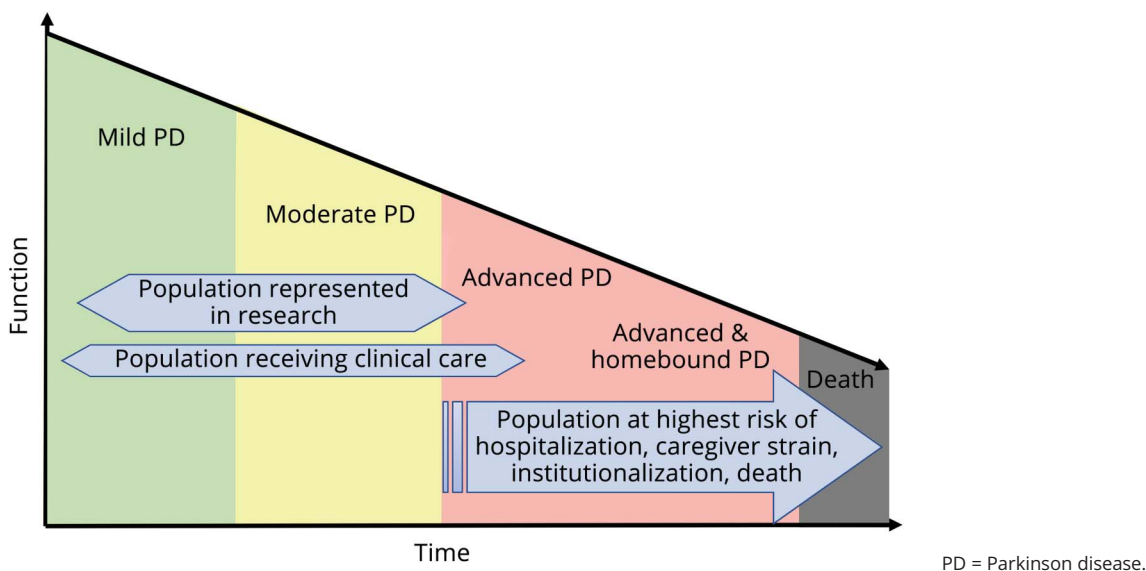 Mild PD
Moderate PD
Advanced PD
Advanced &
homebound PD
Death
Population represented
in research
Population receiving clinical care
Population at highest risk of
hospitalization, caregiver strain,
institutionalization, death
Function
Time
PD = Parkinson disease.